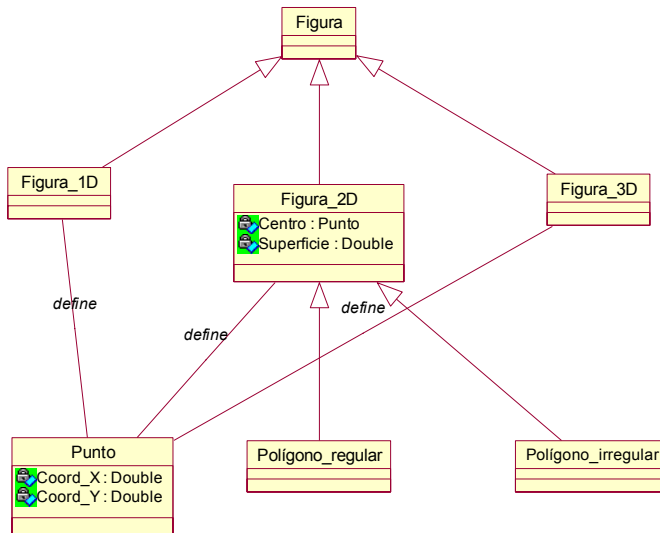 Figura
Figura_1D
Figura_2D
Centro : Punto
Superficie : Double
Figura_3D
define
define
define
Punto
Coord_X : Double
Coord_Y : Double
Polígono_regular
Polígono_irregular